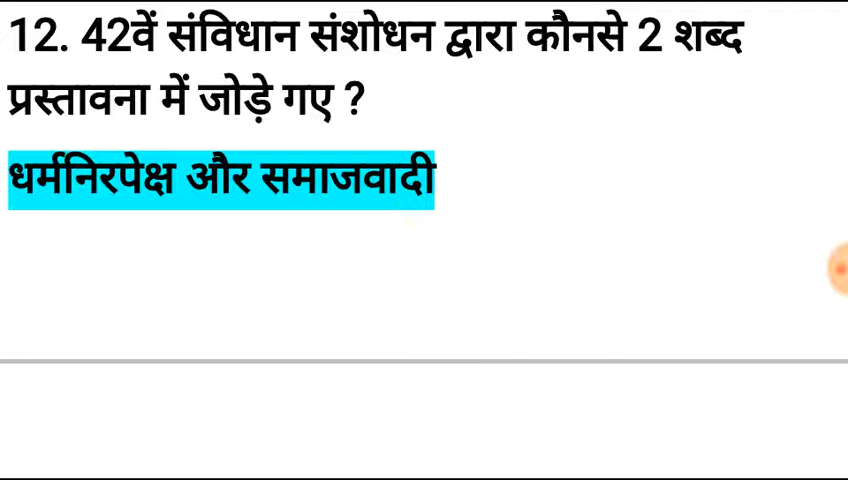 12. 42वें संविधान संशोधन द्वारा कौनसे 2 शब्द
प्रस्तावना में जोड़े गए ?
धर्मनिरपेक्ष और समाजवादी